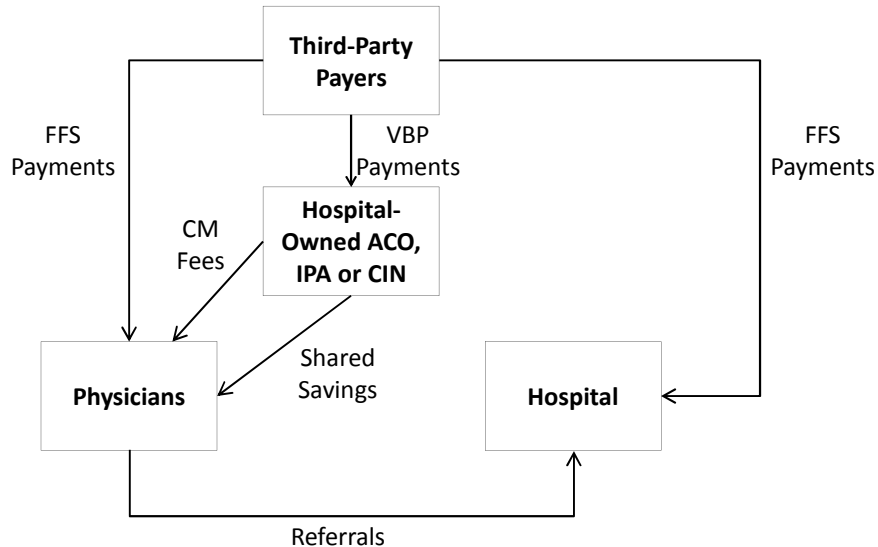 Third-Party
Payers
FFS
Payments
VBP
Payments
FFS
Payments
Hospital-
Owned ACO,
IPA or CIN
CM
Fees
Shared
Savings
Physicians
Hospital
Referrals